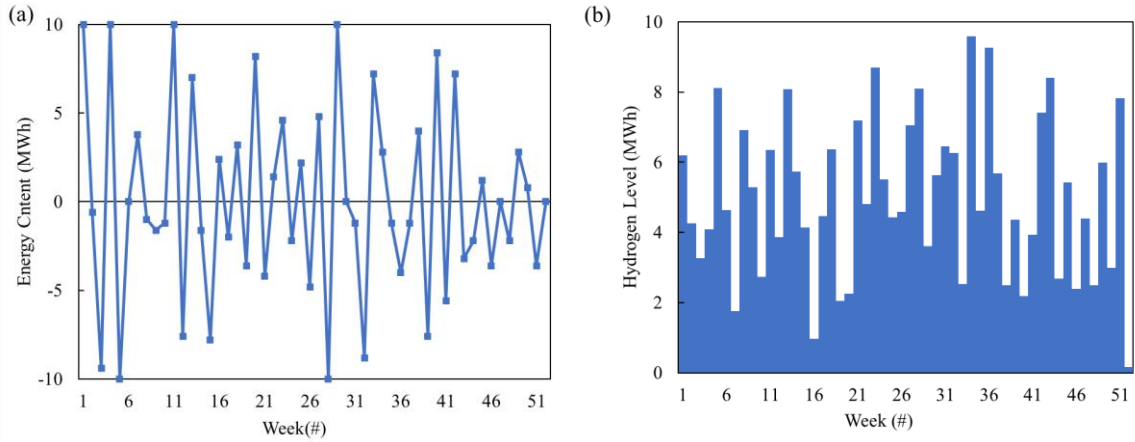 (a)
10
5
0
-5
-10
Energy Cntent (MWh)
1 6 11 16 21 26 31 36 41 46 51
Week(#)
(b)
10
8
6
4
2
0
Hydrogen Level (MWh)
1 6 11 16 21 26 31 36 41 46 51
Week (#)